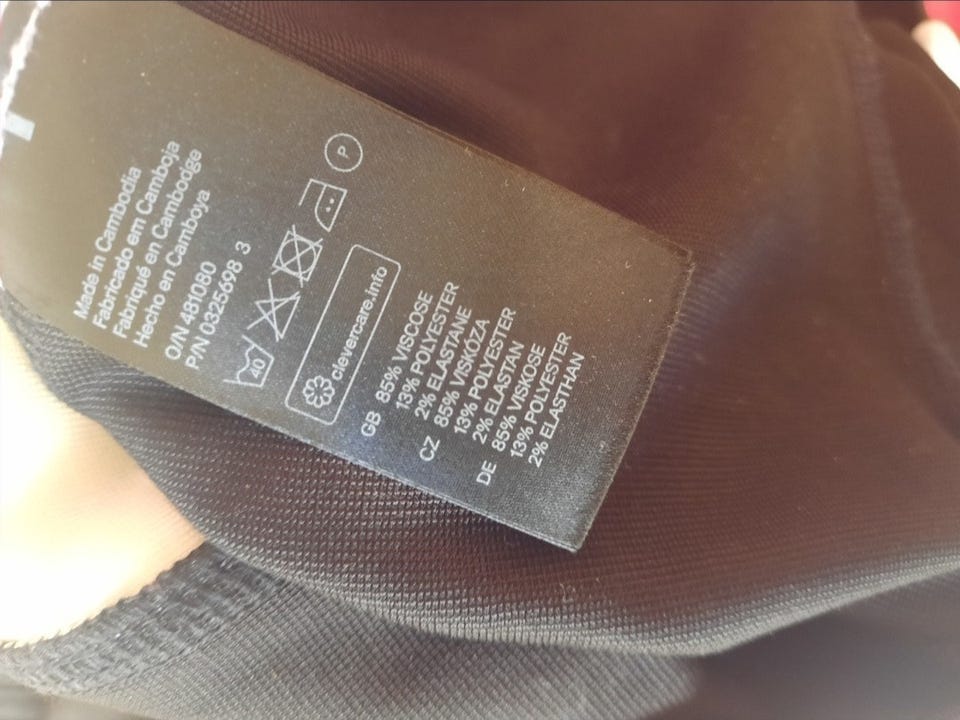 Made in Cambodia
Fabricado em Camboja
Fabriqué en Cambodge
Hecho en Camboya
O/N 481080
P/N 0325698 3
40
P
clevercare.info
GB 85% VISCOSE
13% POLYESTER
2% ELASTANE
CZ 85% VISKÓZA
13% POLYESTER
2% ELASTAN
DE 85% VISKOSE
13% POLYESTER
2% ELASTHAN